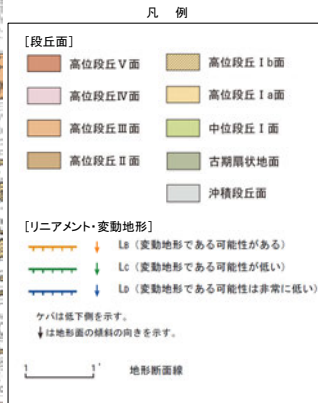 凡 例
[段丘面]
高位段丘Ⅴ面
高位段丘Ⅳ面
高位段丘Ⅲ面
高位段丘Ⅱ面
高位段丘Ⅰb面
高位段丘Ⅰa面
中位段丘Ⅰ面
古期扇状地面
沖積段丘面
[リニアメント・変動地形]
LB (変動地形である可能性がある)
LC (変動地形である可能性が低い)
LD (変動地形である可能性は非常に低い)
ケバは低下側を示す。
↓は地形面の傾斜の向きを示す。
1 1' 地形断面線